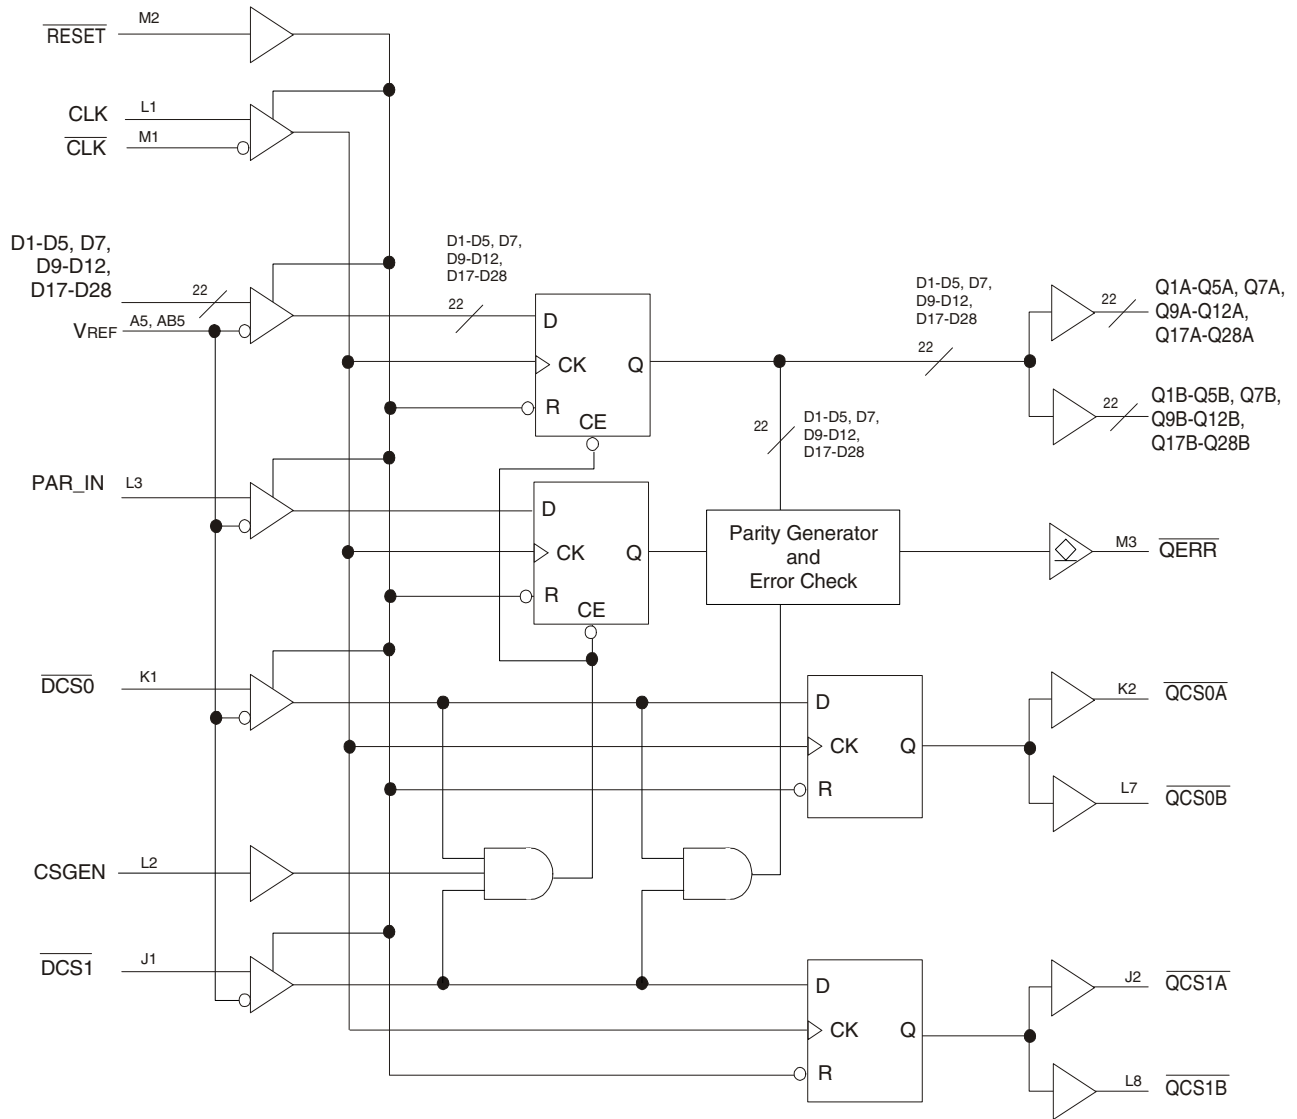 RESET
M2
CLK
L1
CLK
M1
D1-D5, D7,
D9-D12,
D17-D28
22
VREF
A5, AB5
D1-D5, D7,
D9-D12,
D17-D28
22
D
CK
R
CE
Q
D1-D5, D7,
D9-D12,
D17-D28
22
22
Q1A-Q5A, Q7A,
Q9A-Q12A,
Q17A-Q28A
22
Q1B-Q5B, Q7B,
Q9B-Q12B,
Q17B-Q28B
22
D1-D5, D7,
D9-D12,
D17-D28
PAR_IN
L3
D
CK
R
CE
Q
Parity Generator
and
Error Check
M3
QERR
DCS0
K1
D
CK
R
Q
K2
QCS0A
L7
QCS0B
CSGEN
L2
DCS1
J1
D
CK
R
Q
J2
QCS1A
L8
QCS1B